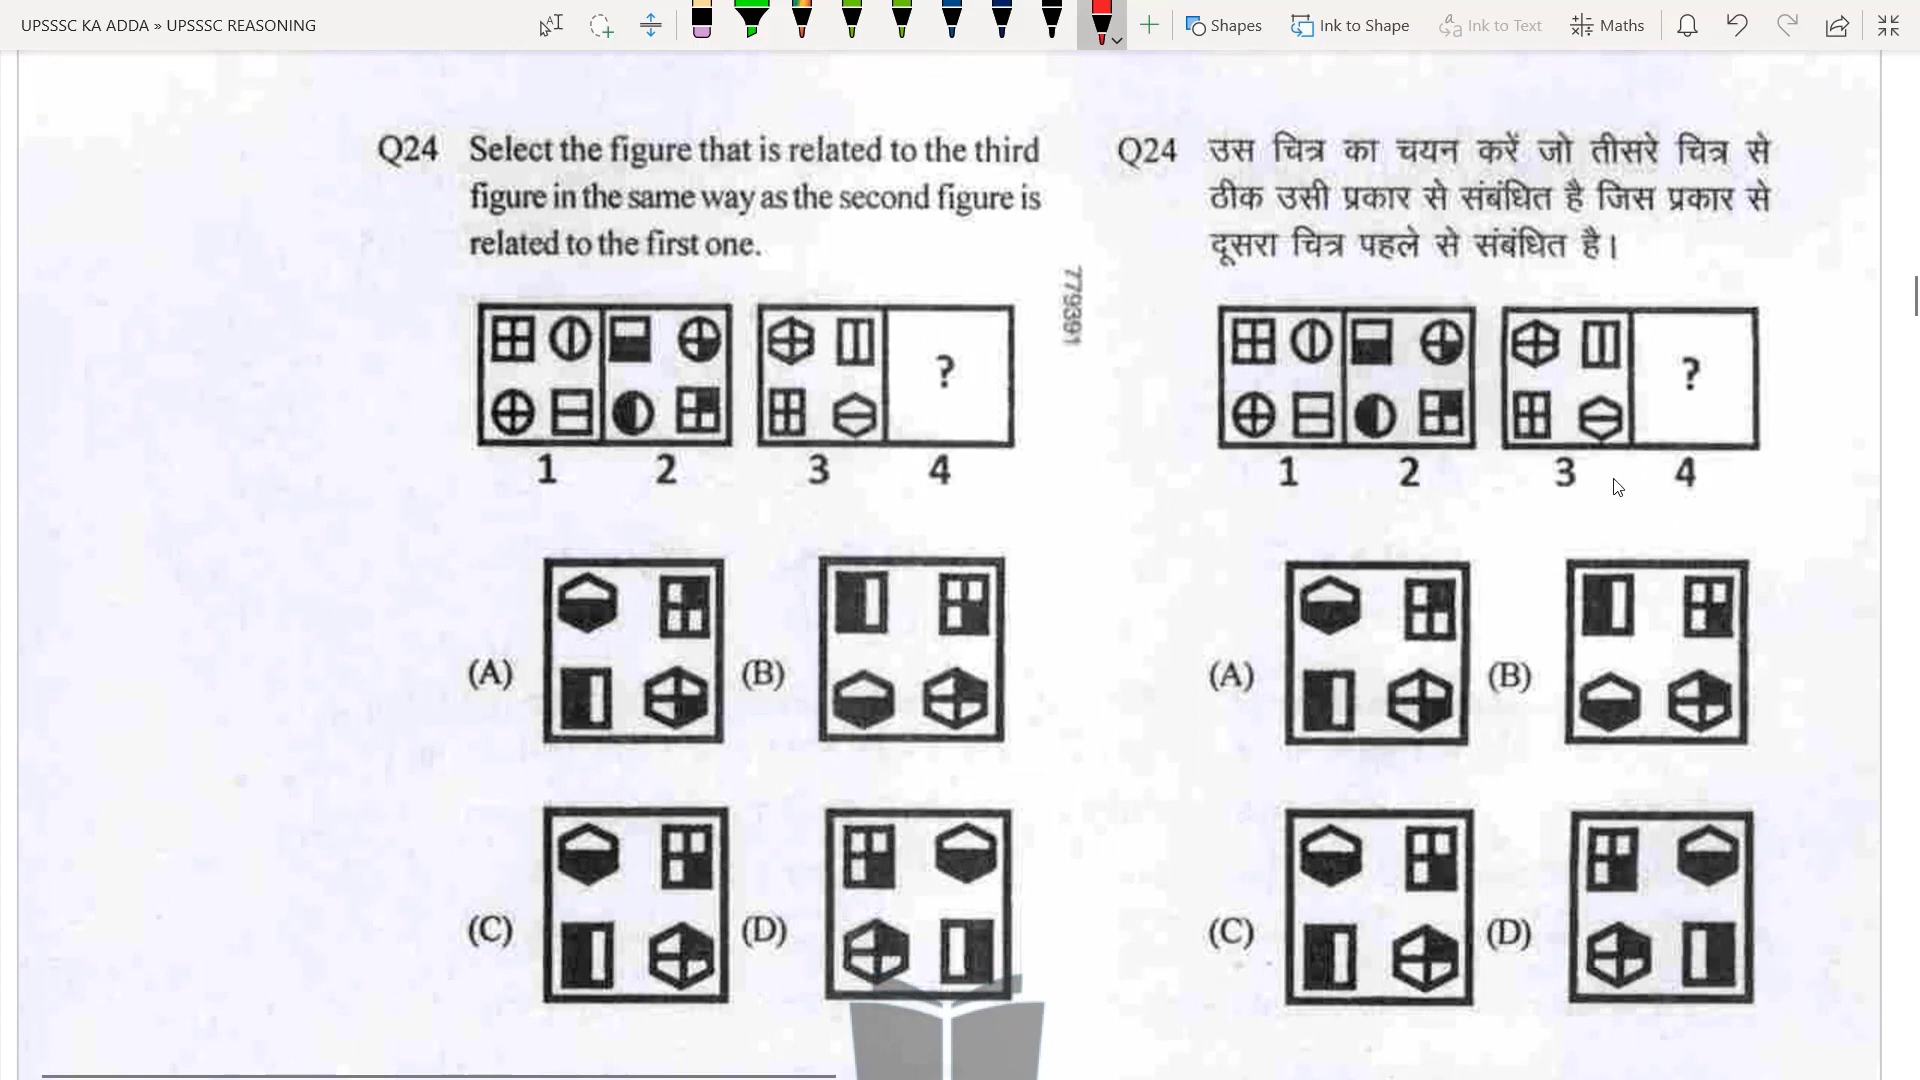 UPSSSC KA ADDA » UPSSSC REASONING
Shapes
Ink to Shape
Ink to Text
Maths
Q24 Select the figure that is related to the third
figure in the same way as the second figure is
related to the first one.
?
1 2 3 4
(A) (B)
(C) (D)
779391
Q24 उस चित्र का चयन करें जो तीसरे चित्र से
ठीक उसी प्रकार से संबंधित है जिस प्रकार से
दूसरा चित्र पहले से संबंधित है।
?
1 2 3 4
(A) (B)
(C) (D)